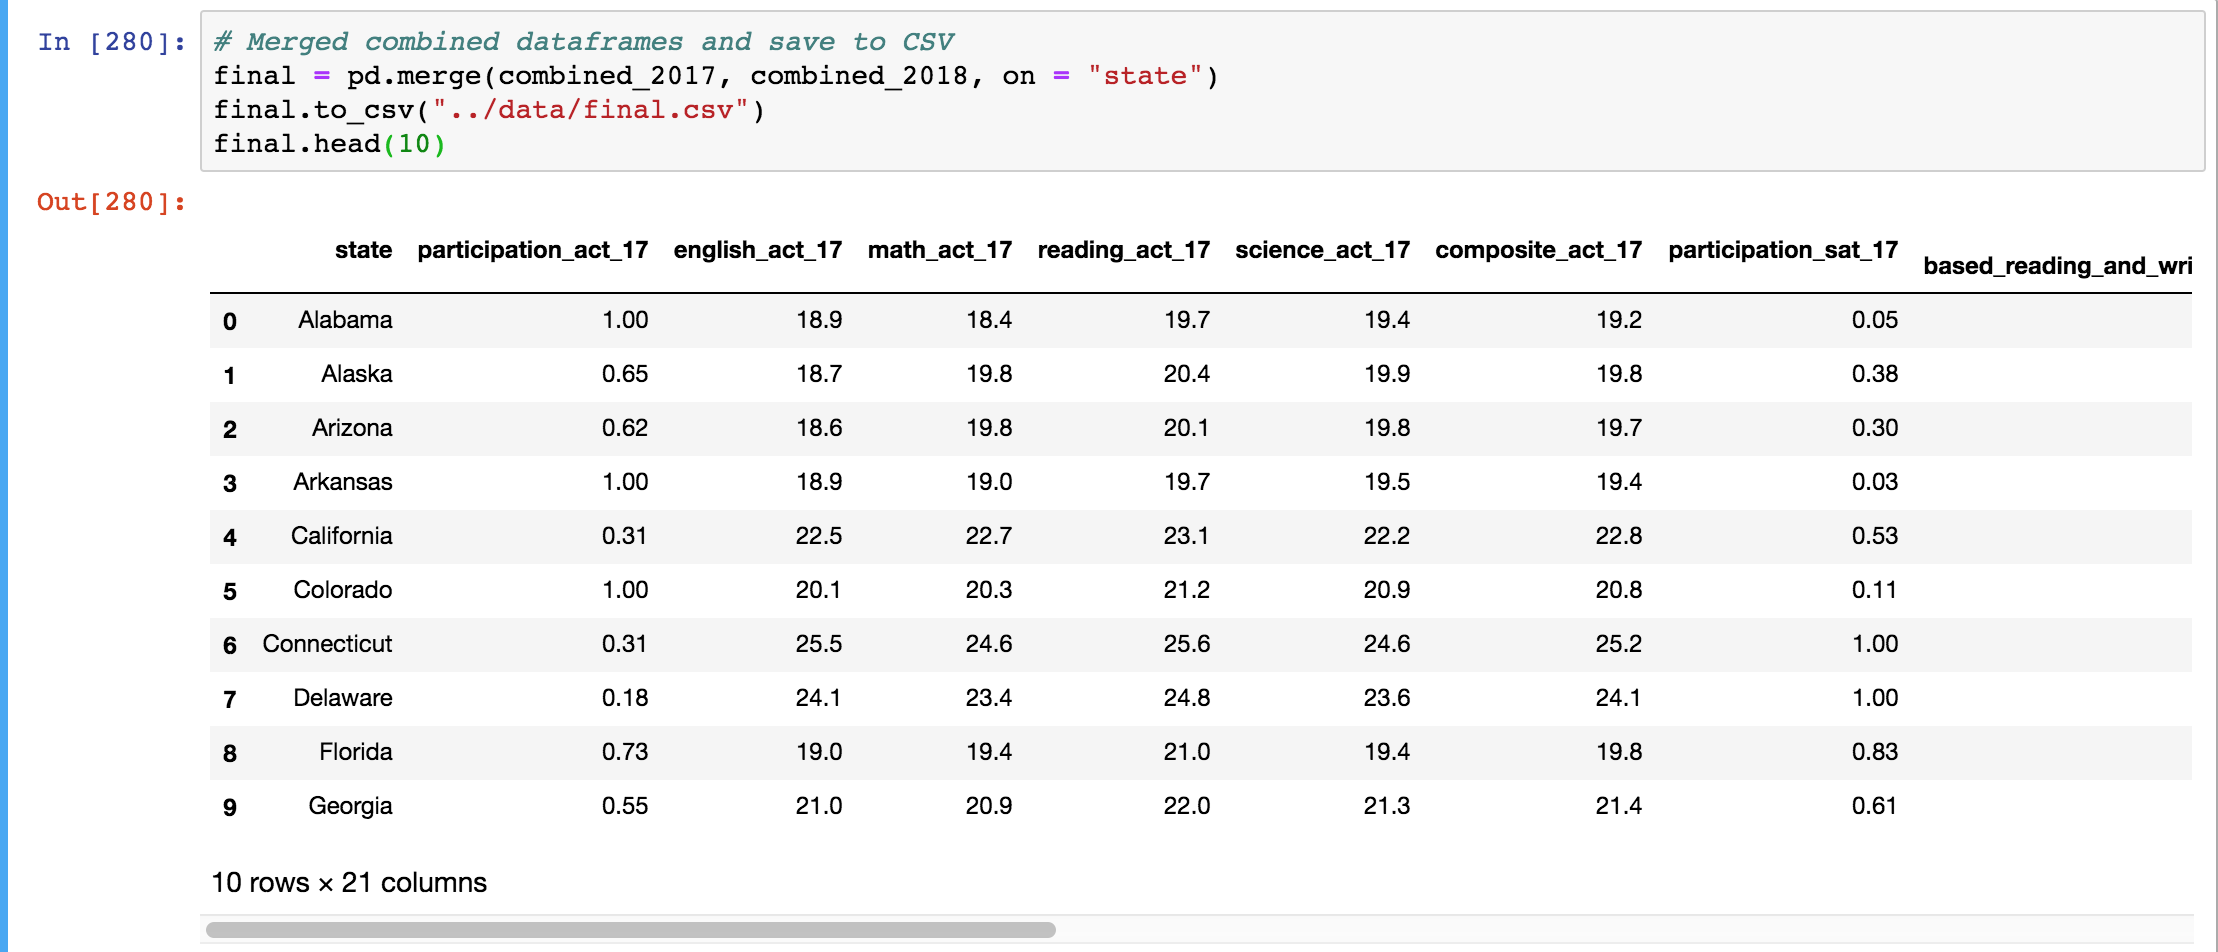 In [280]:
# Merged combined dataframes and save to CSV
final = pd.merge(combined_2017, combined_2018, on = "state")
final.to_csv("../data/final.csv")
final.head(10)
Out[280]:
state participation_act_17 english_act_17 math_act_17 reading_act_17 science_act_17 composite_act_17 participation_sat_17 based_reading_and_wri
0 Alabama 1.00 18.9 18.4 19.7 19.4 19.2 0.05
1 Alaska 0.65 18.7 19.8 20.4 19.9 19.8 0.38
2 Arizona 0.62 18.6 19.8 20.1 19.8 19.7 0.30
3 Arkansas 1.00 18.9 19.0 19.7 19.5 19.4 0.03
4 California 0.31 22.5 22.7 23.1 22.2 22.8 0.53
5 Colorado 1.00 20.1 20.3 21.2 20.9 20.8 0.11
6 Connecticut 0.31 25.5 24.6 25.6 24.6 25.2 1.00
7 Delaware 0.18 24.1 23.4 24.8 23.6 24.1 1.00
8 Florida 0.73 19.0 19.4 21.0 19.4 19.8 0.83
9 Georgia 0.55 21.0 20.9 22.0 21.3 21.4 0.61
10 rows × 21 columns